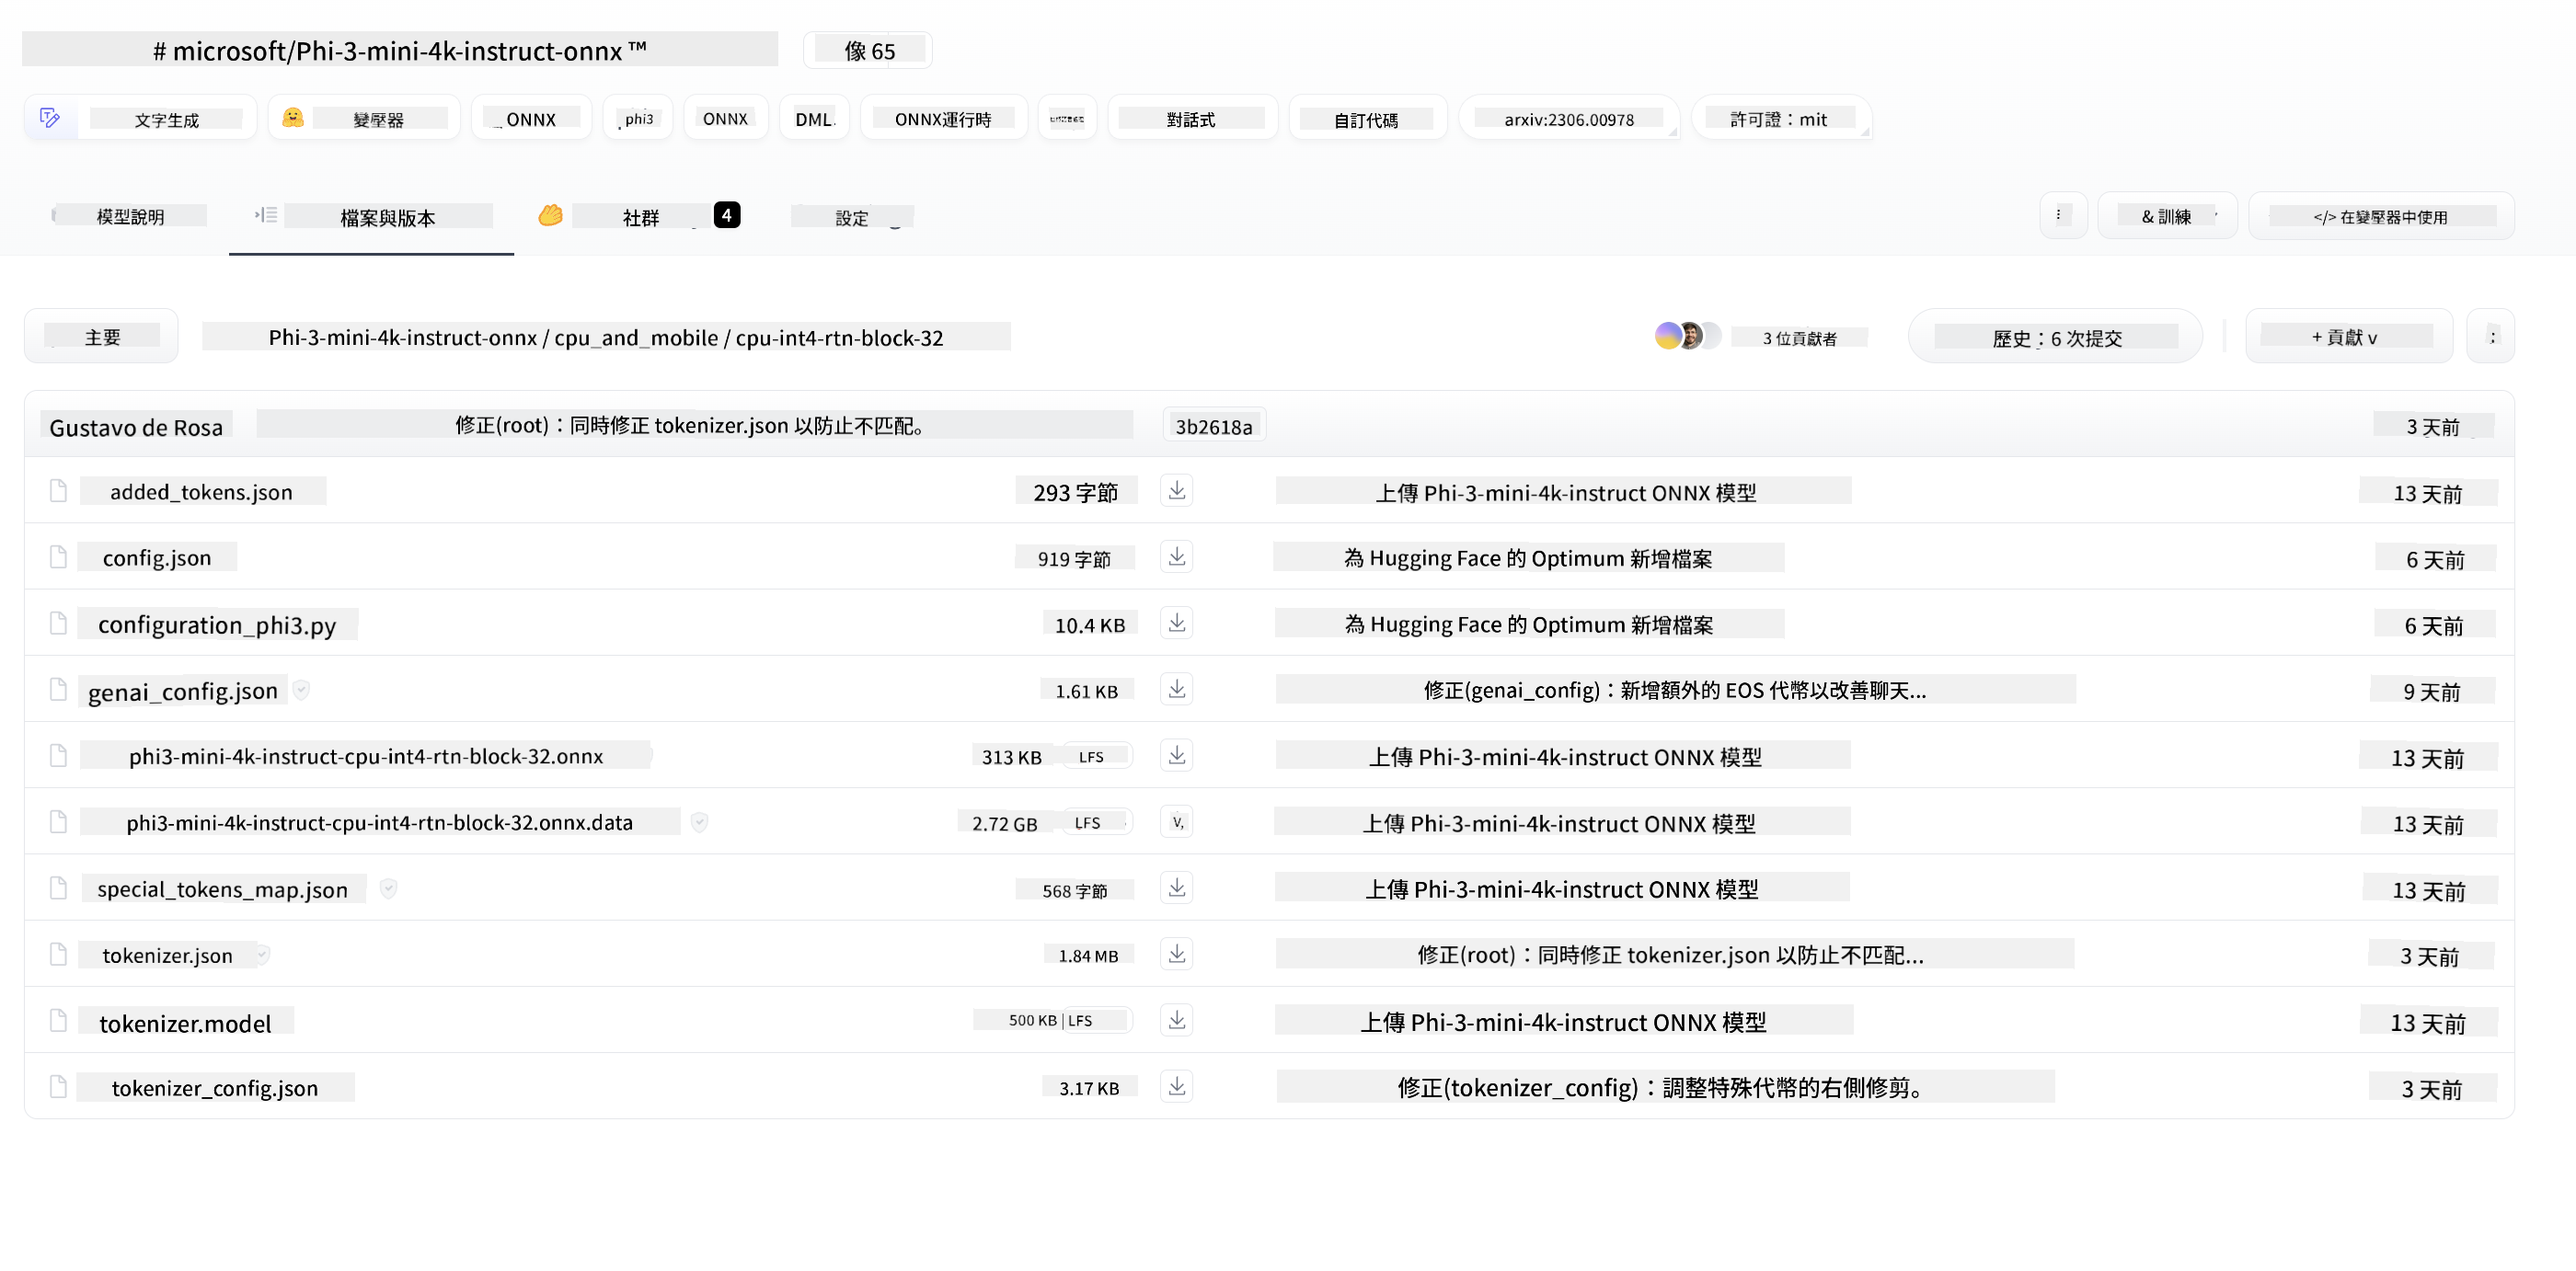 # microsoft/Phi-3-mini-4k-instruct-onnx ™ 像 65
文字生成 變壓器 ONNX phi3 ONNX DML ONNX運行時 對話式 自訂代碼 arxiv:2306.00978 許可證：mit
模型說明 檔案與版本 社群 4 設定 ⋮ & 訓練 </> 在變壓器中使用
主要 Phi-3-mini-4k-instruct-onnx / cpu_and_mobile / cpu-int4-rtn-block-32 3 位貢獻者 歷史：6 次提交 + 貢獻 v
Gustavo de Rosa 修正(root)：同時修正 tokenizer.json 以防止不匹配。 3b2618a 3 天前
added_tokens.json 293 字節 上傳 Phi-3-mini-4k-instruct ONNX 模型 13 天前
config.json 919 字節 為 Hugging Face 的 Optimum 新增檔案 6 天前
configuration_phi3.py 10.4 KB 為 Hugging Face 的 Optimum 新增檔案 6 天前
genai_config.json 1.61 KB 修正(genai_config)：新增額外的 EOS 代幣以改善聊天... 9 天前
phi3-mini-4k-instruct-cpu-int4-rtn-block-32.onnx 313 KB LFS 上傳 Phi-3-mini-4k-instruct ONNX 模型 13 天前
phi3-mini-4k-instruct-cpu-int4-rtn-block-32.onnx.data 2.72 GB LFS V, 上傳 Phi-3-mini-4k-instruct ONNX 模型 13 天前
special_tokens_map.json 568 字節 上傳 Phi-3-mini-4k-instruct ONNX 模型 13 天前
tokenizer.json 1.84 MB 修正(root)：同時修正 tokenizer.json 以防止不匹配... 3 天前
tokenizer.model 500 KB | LFS 上傳 Phi-3-mini-4k-instruct ONNX 模型 13 天前
tokenizer_config.json 3.17 KB 修正(tokenizer_config)：調整特殊代幣的右側修剪。 3 天前